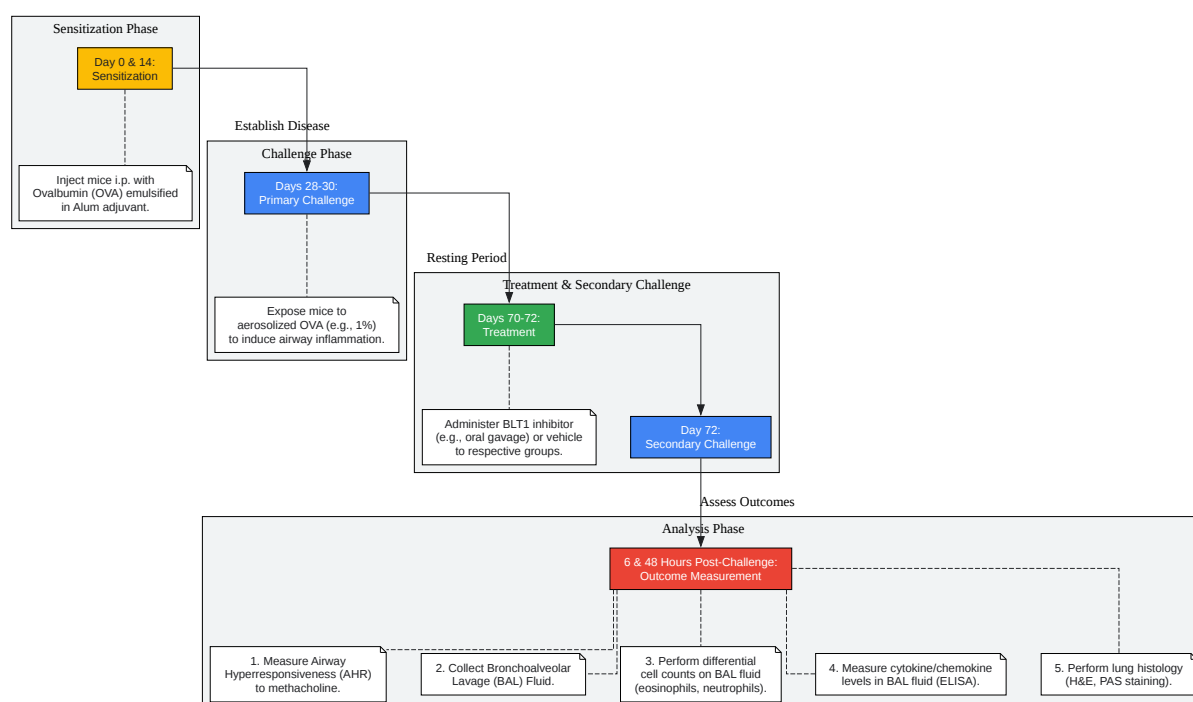 Sensitization Phase
Day 0 & 14:
Sensitization
Inject mice i.p. with
Ovalbumin (OVA) emulsified
in Alum adjuvant.
Establish Disease
Challenge Phase
Days 28-30:
Primary Challenge
Expose mice to
aerosolized OVA (e.g., 1%)
to induce airway inflammation.
Resting Period
Treatment & Secondary Challenge
Days 70-72:
Treatment
Administer BLT1 inhibitor
(e.g., oral gavage) or vehicle
to respective groups.
Day 72:
Secondary Challenge
Assess Outcomes
Analysis Phase
6 & 48 Hours Post-Challenge:
Outcome Measurement
1. Measure Airway
Hyperresponsiveness (AHR)
to methacholine.
2. Collect Bronchoalveolar
Lavage (BAL) Fluid.
3. Perform differential
cell counts on BAL fluid
(eosinophils, neutrophils).
4. Measure cytokine/chemokine
levels in BAL fluid (ELISA).
5. Perform lung histology
(H&E, PAS staining).